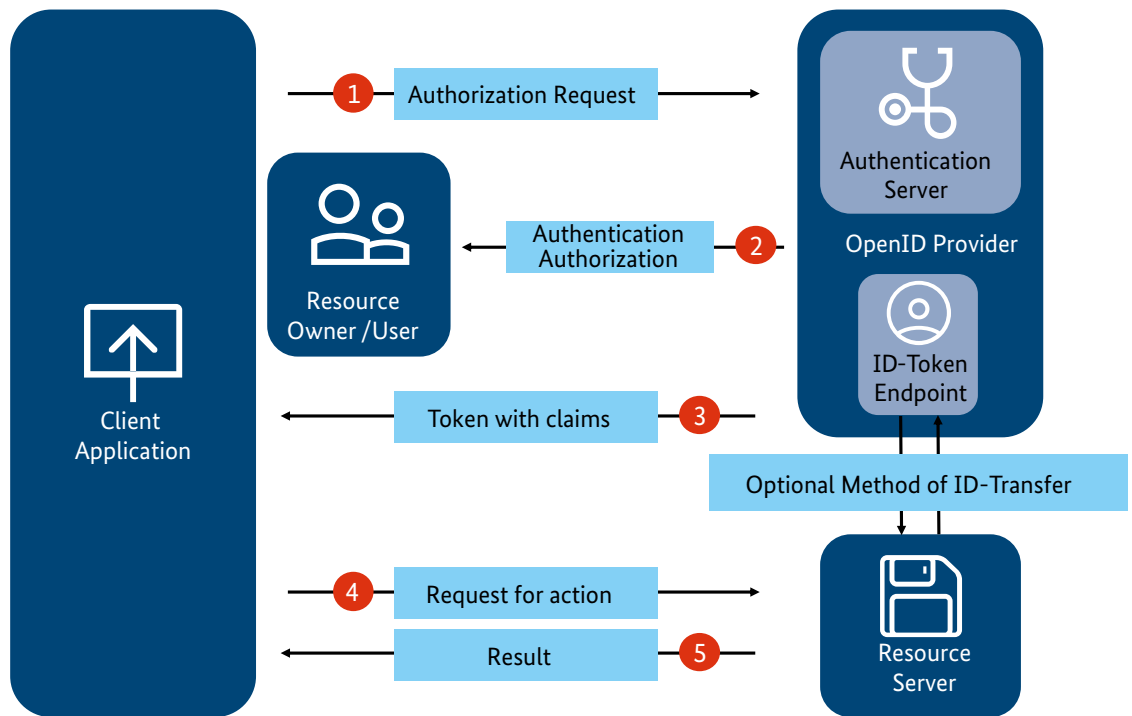 1
Authorization Request
Authentication
Server
OpenID Provider
Authentication
Authorization
2
Resource
Owner /User
ID-Token
Endpoint
Client
Application
Token with claims
3
Optional Method of ID-Transfer
4
Request for action
Result
5
Resource
Server